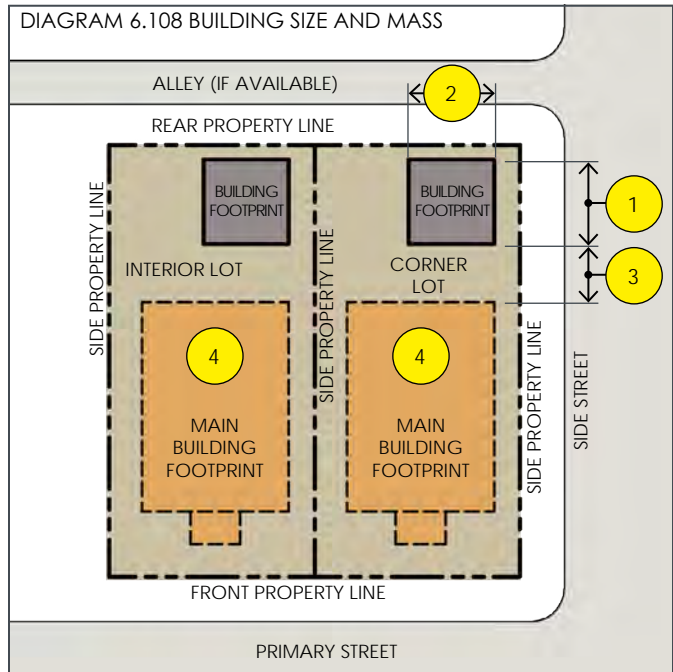 DIAGRAM 6.108 BUILDING SIZE AND MASS
ALLEY (IF AVAILABLE)
2
REAR PROPERTY LINE
BUILDING
FOOTPRINT
BUILDING
FOOTPRINT
1
SIDE PROPERTY LINE
INTERIOR LOT
SIDE PROPERTY LINE
CORNER
LOT
3
4
MAIN
BUILDING
FOOTPRINT
4
MAIN
BUILDING
FOOTPRINT
SIDE PROPERTY LINE
SIDE STREET
FRONT PROPERTY LINE
PRIMARY STREET